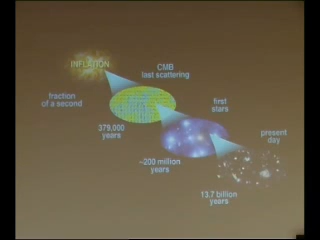 INFLATION
fraction
of a second
CMB
last scattering
379,000
years
first
stars
~200 million
years
present
day
13.7 billion
years